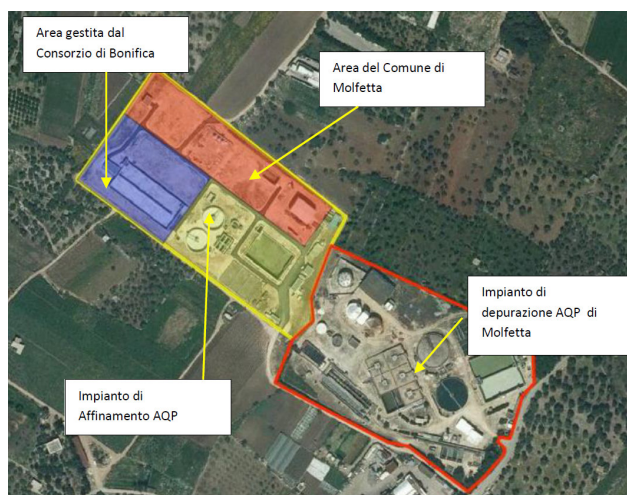 Area gestita dal
Consorzio di Bonifica
Area del Comune di
Molfetta
Impianto di
depurazione AQP di
Molfetta
Impianto di
Affinamento AQP